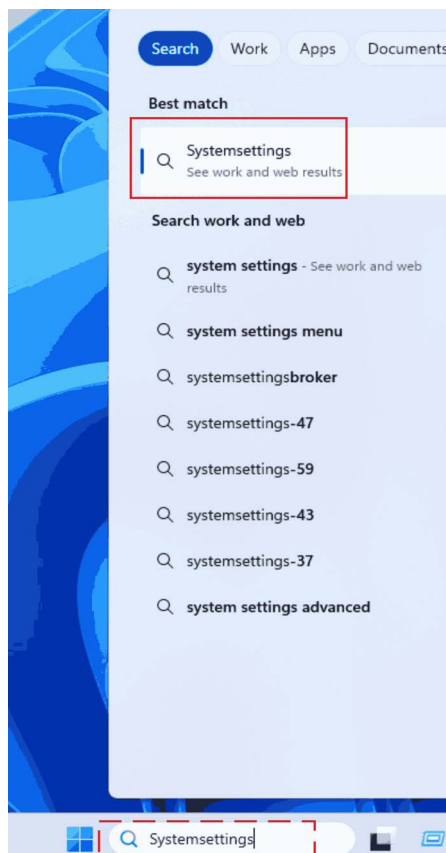 Search Work Apps Documents
Best match
Systemsettings
See work and web results
Search work and web
system settings - See work and web
results
system settings menu
systemsettingsbroker
systemsettings-47
systemsettings-59
systemsettings-43
systemsettings-37
system settings advanced
Systemsettings